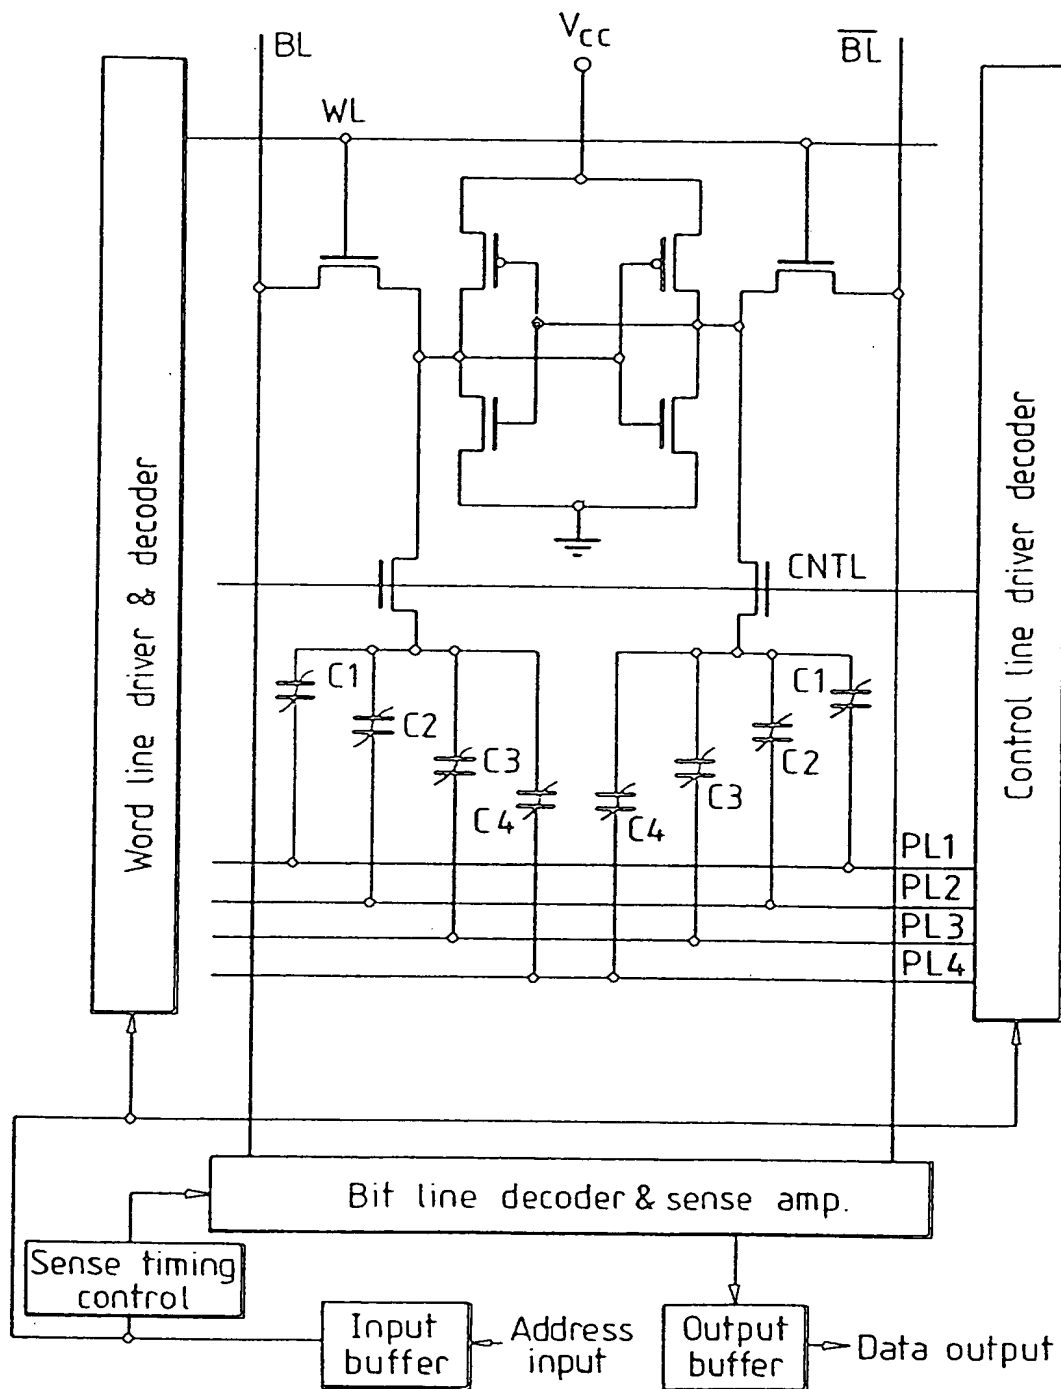 BL
V_CC
B̅L̅
WL
Word line driver & decoder
Control line driver decoder
CNTL
C1
C2
C3
C4
C1
C2
C3
C4
PL1
PL2
PL3
PL4
Bit line decoder & sense amp.
Sense timing
control
Input
buffer
Address
input
Output
buffer
Data output